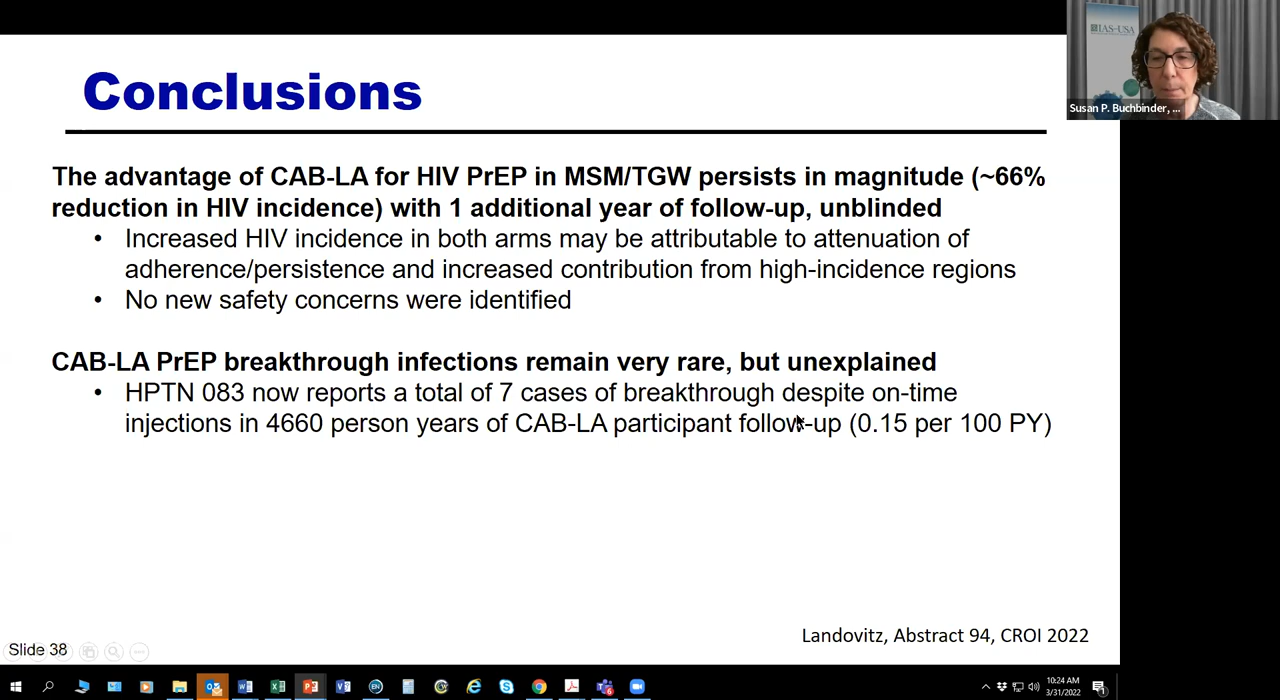 IAS-USA
Susan P. Buchbinder, ...
Conclusions
The advantage of CAB-LA for HIV PrEP in MSM/TGW persists in magnitude (~66%
reduction in HIV incidence) with 1 additional year of follow-up, unblinded
• Increased HIV incidence in both arms may be attributable to attenuation of
adherence/persistence and increased contribution from high-incidence regions
• No new safety concerns were identified
CAB-LA PrEP breakthrough infections remain very rare, but unexplained
• HPTN 083 now reports a total of 7 cases of breakthrough despite on-time
injections in 4660 person years of CAB-LA participant follow-up (0.15 per 100 PY)
Landovitz, Abstract 94, CROI 2022
Slide 38
10:24 AM
3/31/2022